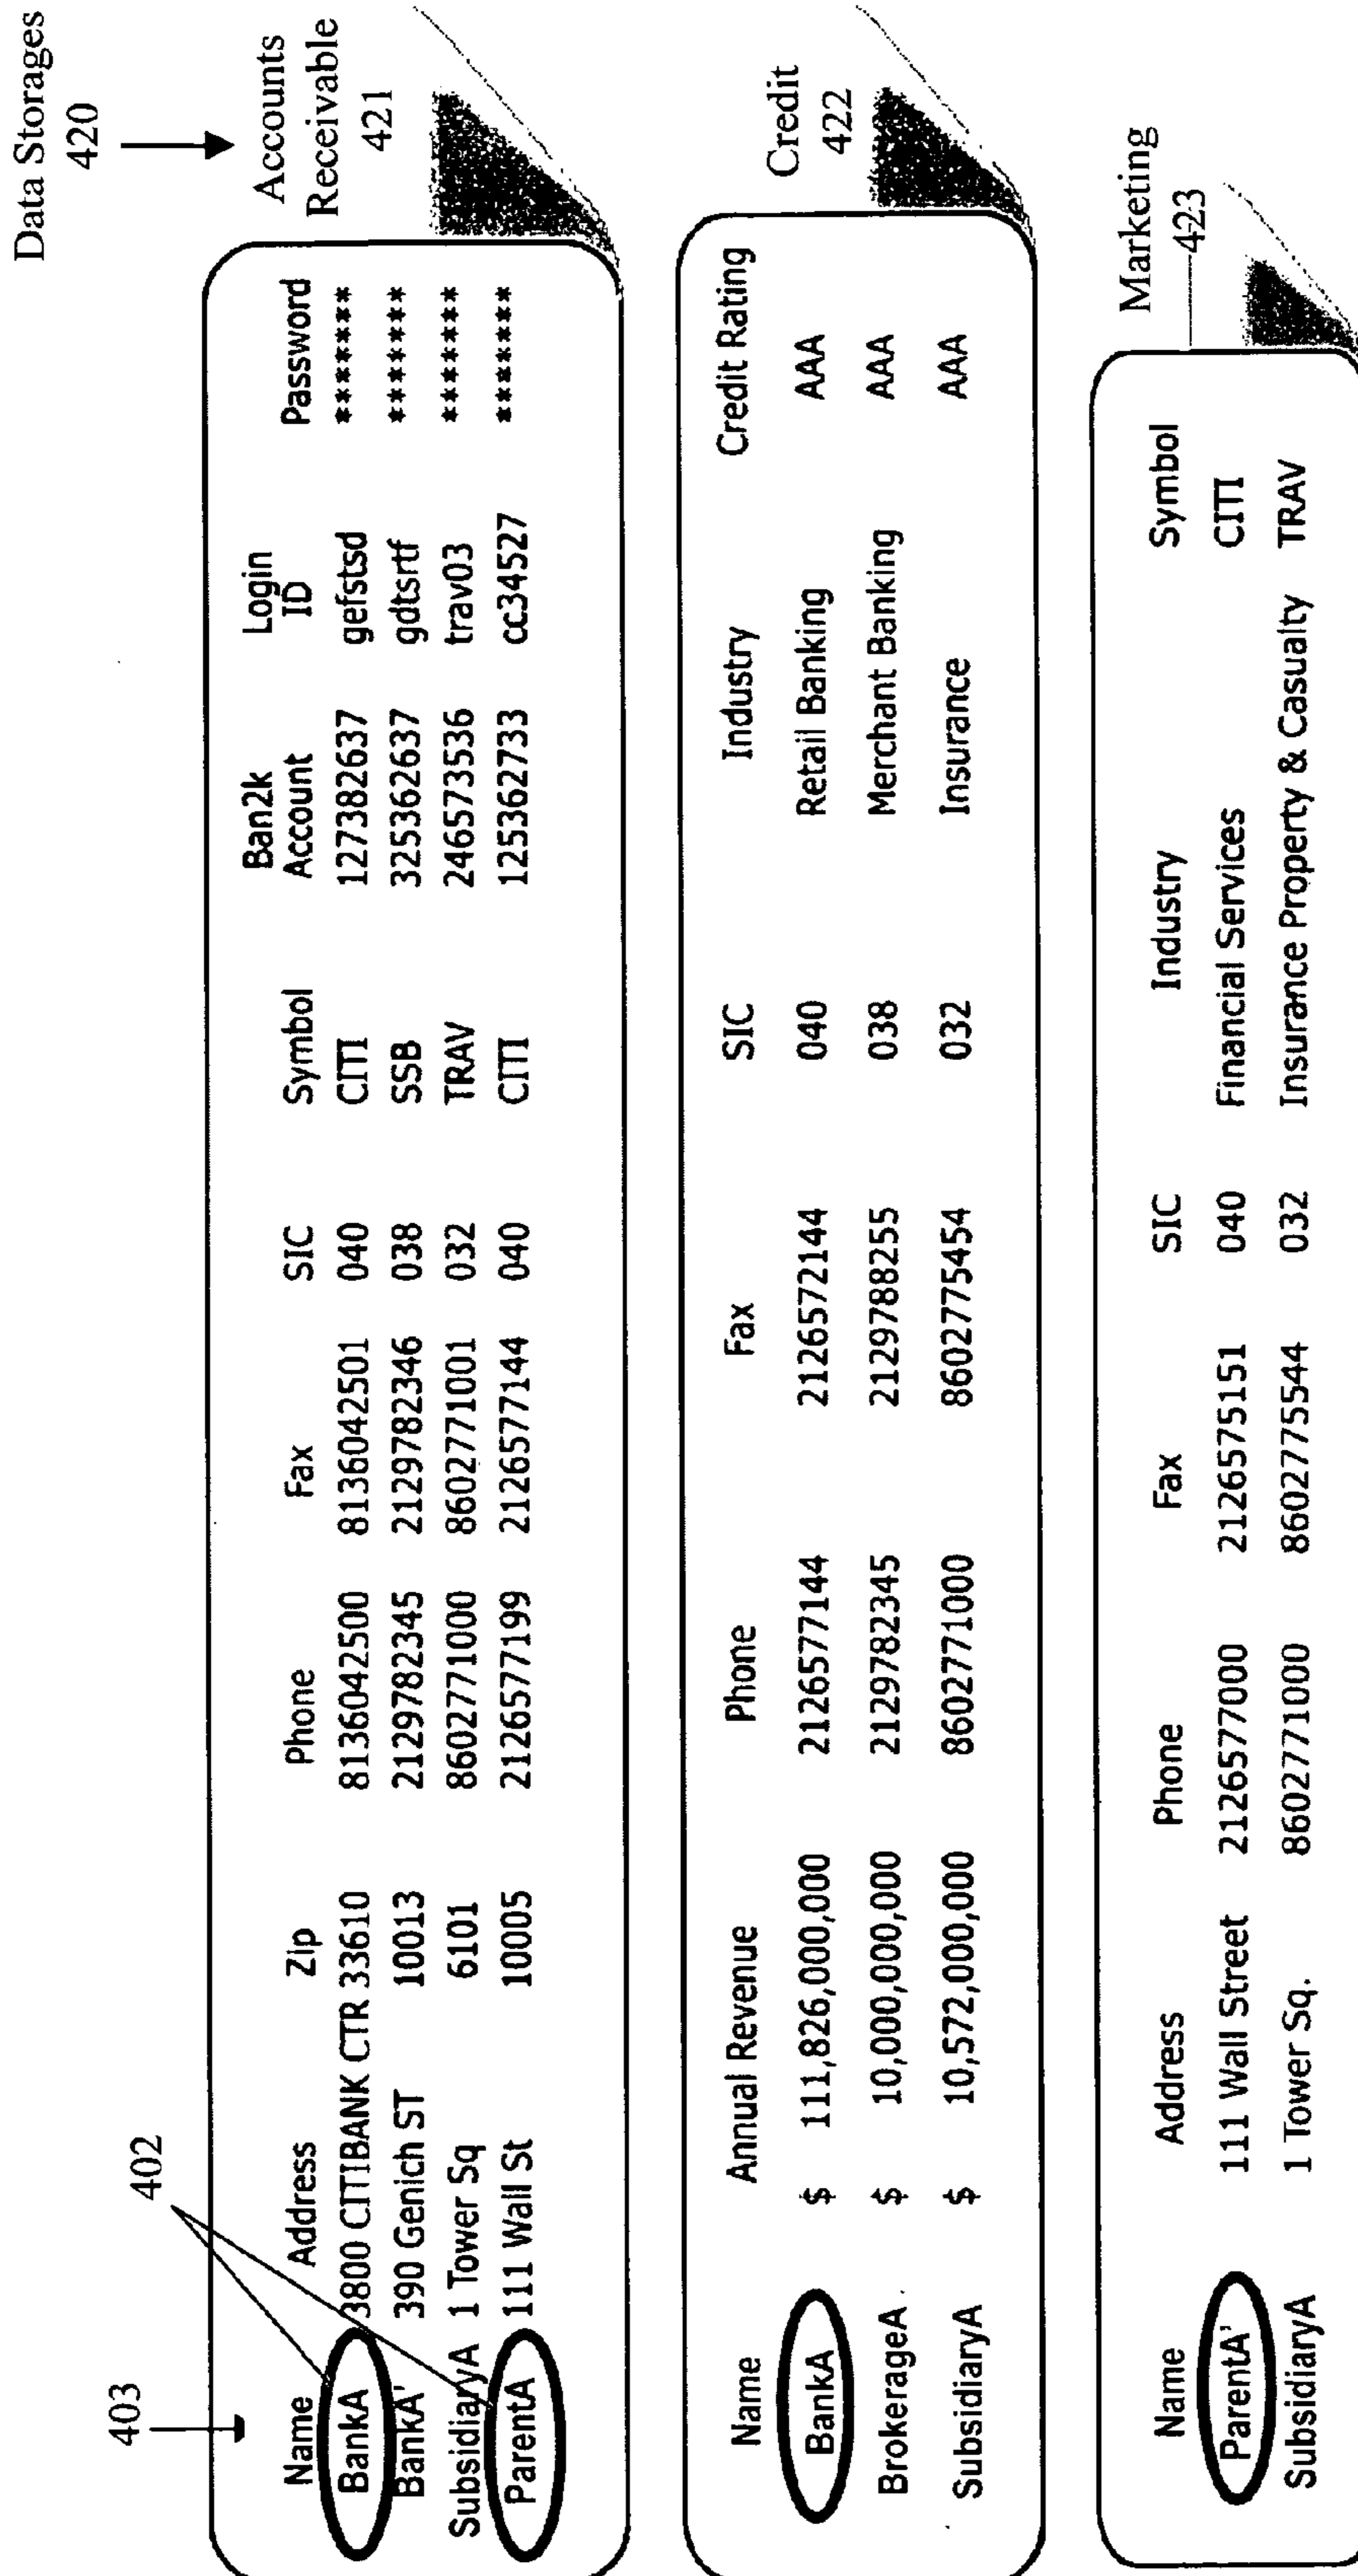 Data Storages
420
403
402
Accounts
Receivable
421
Name Address Zip Phone Fax SIC Symbol Ban2k Account Login ID Password
BankA 3800 CITIBANK CTR 33610 8136042500 8136042501 040 CITI 127382637 gefstsd *******
BankA' 390 Genich ST 10013 2129782345 2129782346 038 SSB 325362637 gdtsrtf *******
SubsidiaryA 1 Tower Sq 6101 8602771000 8602771001 032 TRAV 246573536 trav03 *******
ParentA 111 Wall St 10005 2126577199 2126577144 040 CITI 125362733 cc34527 *******
Credit
422
Name Annual Revenue Phone Fax SIC Industry Credit Rating
BankA $ 111,826,000,000 2126577144 2126572144 040 Retail Banking AAA
BrokerageA $ 10,000,000,000 2129782345 2129788255 038 Merchant Banking AAA
SubsidiaryA $ 10,572,000,000 8602771000 8602775454 032 Insurance AAA
Marketing
423
Name Address Phone Fax SIC Industry Symbol
ParentA' 111 Wall Street 2126577000 2126575151 040 Financial Services CITI
SubsidiaryA 1 Tower Sq. 8602771000 8602775544 032 Insurance Property & Casualty TRAV